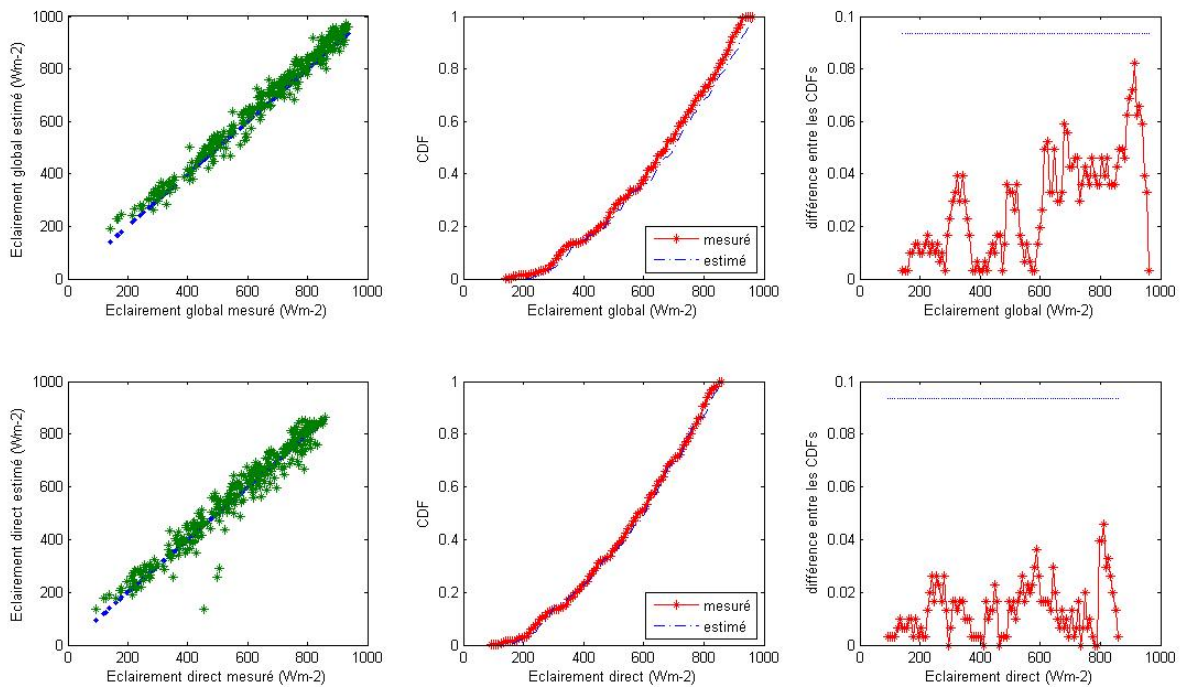 1000
800
600
400
200
0
0 200 400 600 800 1000
Eclairement global estimé (Wm-2)
Eclairement global mesuré (Wm-2)
1
0.8
0.6
0.4
0.2
0
0 200 400 600 800 1000
CDF
Eclairement global (Wm-2)
mesuré
estimé
0.1
0.08
0.06
0.04
0.02
0
0 200 400 600 800 1000
différence entre les CDFs
Eclairement global (Wm-2)
1000
800
600
400
200
0
0 200 400 600 800 1000
Eclairement direct estimé (Wm-2)
Eclairement direct mesuré (Wm-2)
1
0.8
0.6
0.4
0.2
0
0 200 400 600 800 1000
CDF
Eclairement direct (Wm-2)
mesuré
estimé
0.1
0.08
0.06
0.04
0.02
0
0 200 400 600 800 1000
différence entre les CDFs
Eclairement direct (Wm-2)